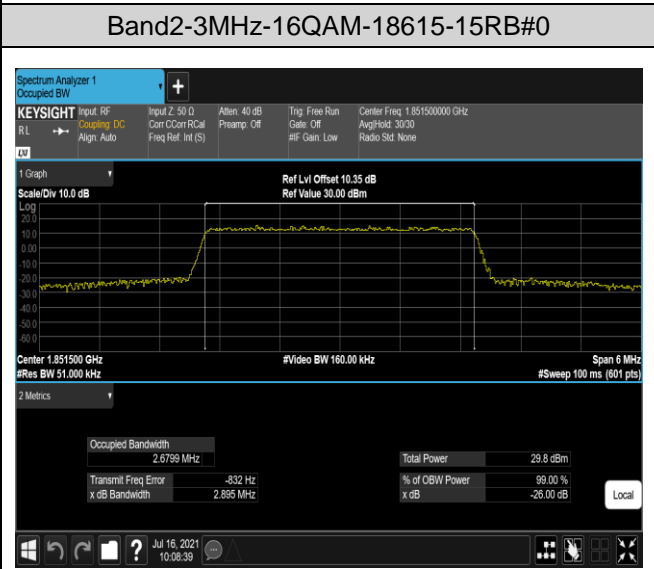 Band2-3MHz-16QAM-18615-15RB#0
Spectrum Analyzer 1
Occupied BW
+
KEYSIGHT Input: RF Input Z: 50 Ω Atten: 40 dB Trig: Free Run Center Freq: 1.851500000 GHz
RL Coupling: DC Corr CCorr RCal Preamp: Off Gate: Off Avg|Hold: 30/30
Align: Auto Freq Ref: Int (S) #IF Gain: Low Radio Std: None
LXI
1 Graph
Ref Lvl Offset 10.35 dB
Scale/Div 10.0 dB Ref Value 30.00 dBm
Log
20.0
10.0
0.00
-10.0
-20.0
-30.0
-40.0
-50.0
-60.0
Center 1.851500 GHz #Video BW 160.00 kHz Span 6 MHz
#Res BW 51.000 kHz #Sweep 100 ms (601 pts)
2 Metrics
Occupied Bandwidth
2.6799 MHz Total Power 29.8 dBm
Transmit Freq Error -832 Hz % of OBW Power 99.00 %
x dB Bandwidth 2.895 MHz x dB -26.00 dB
Local
? Jul 16, 2021
10:08:39